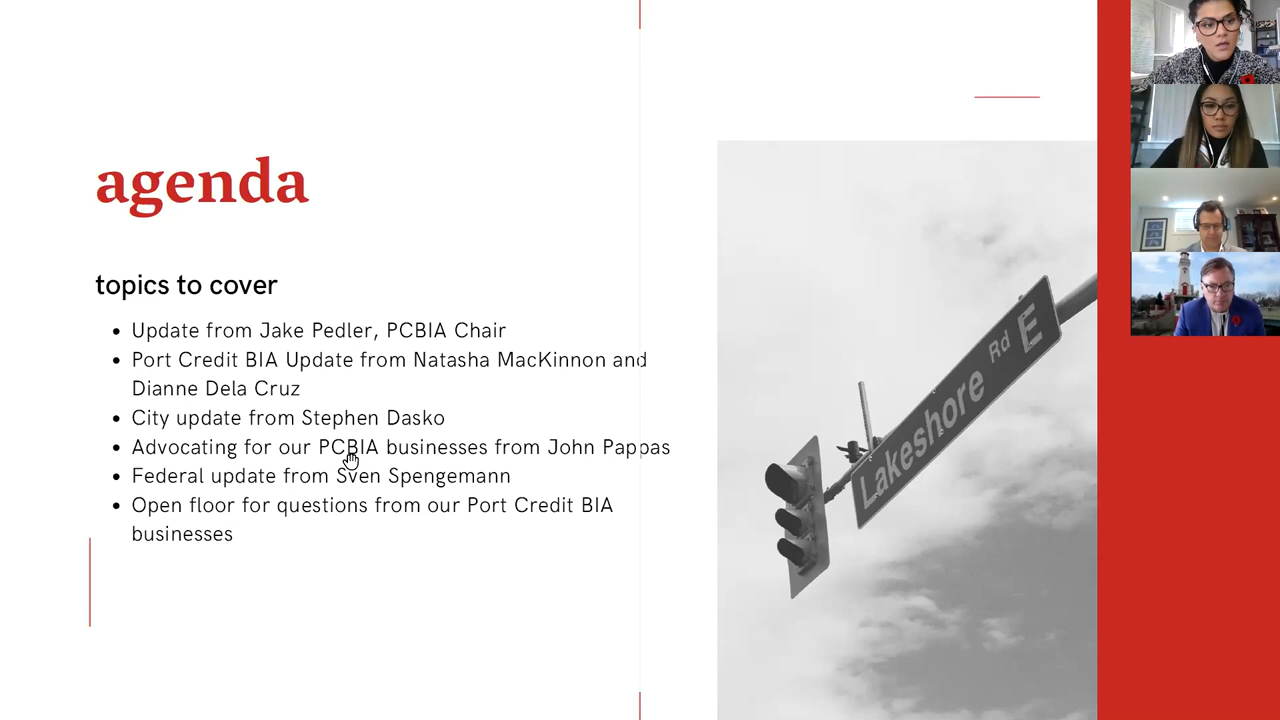 agenda
topics to cover
Update from Jake Pedler, PCBIA Chair
Port Credit BIA Update from Natasha MacKinnon and
Dianne Dela Cruz
City update from Stephen Dasko
Advocating for our PCBIA businesses from John Pappas
Federal update from Sven Spengemann
Open floor for questions from our Port Credit BIA
businesses
Lakeshore Rd E